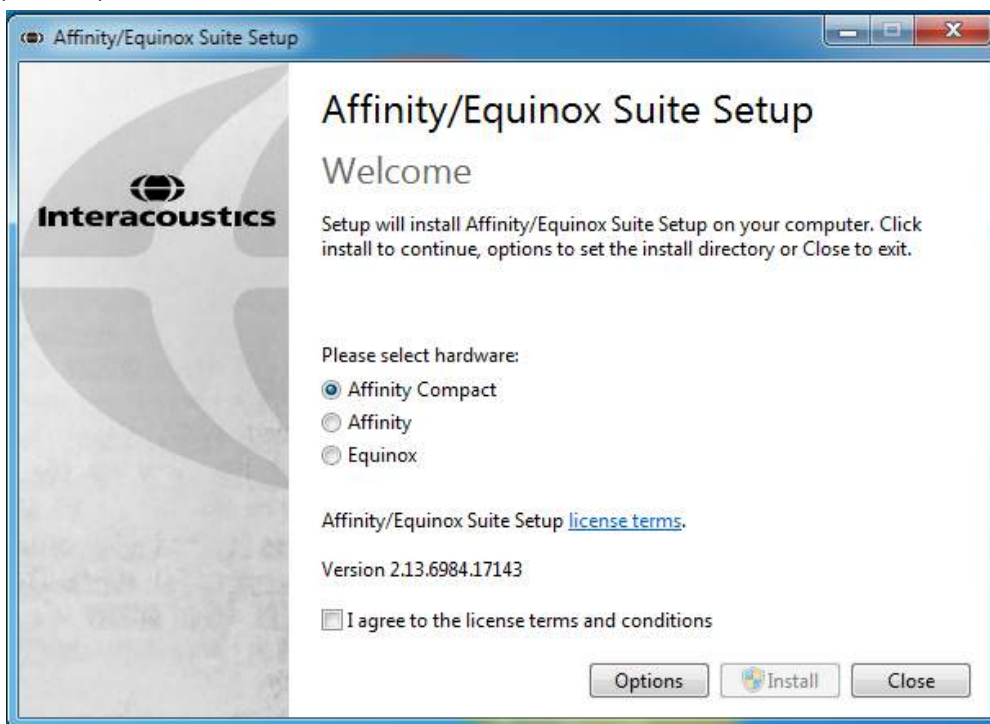 Affinity/Equinox Suite Setup
Affinity/Equinox Suite Setup
Welcome
Interacoustics
Setup will install Affinity/Equinox Suite Setup on your computer. Click
install to continue, options to set the install directory or Close to exit.
Please select hardware:
Affinity Compact
Affinity
Equinox
Affinity/Equinox Suite Setup license terms.
Version 2.13.6984.17143
I agree to the license terms and conditions
Options Install Close